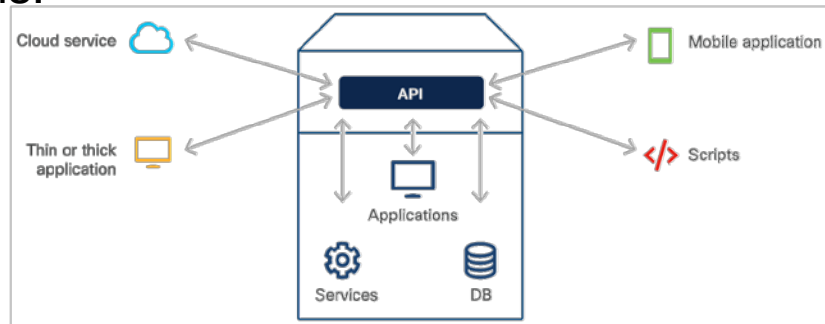 Cloud service
Mobile application
API
Thin or thick
application
</> Scripts
Applications
Services
DB